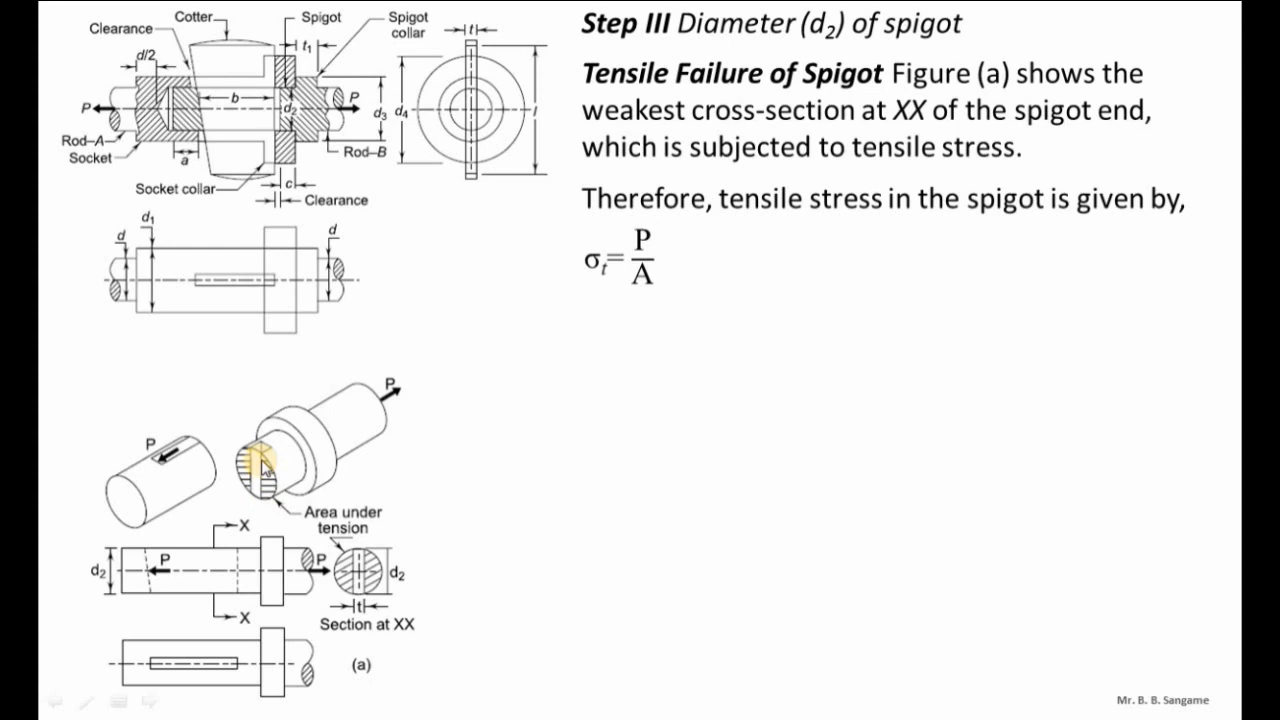 Step III Diameter (d₂) of spigot
Tensile Failure of Spigot Figure (a) shows the
weakest cross-section at XX of the spigot end,
which is subjected to tensile stress.
Therefore, tensile stress in the spigot is given by,
σₜ= P/A
Cotter
Spigot
Spigot
collar
Clearance
t
d/2
t₁
P
b
d₂
P
d₃
d₄
l
Rod–A
Socket
a
Rod–B
Socket collar
c
Clearance
d
d₁
d
P
P
Area under
tension
X
d₂
P
P
d₂
t
X
Section at XX
(a)
Mr. B. B. Sangame